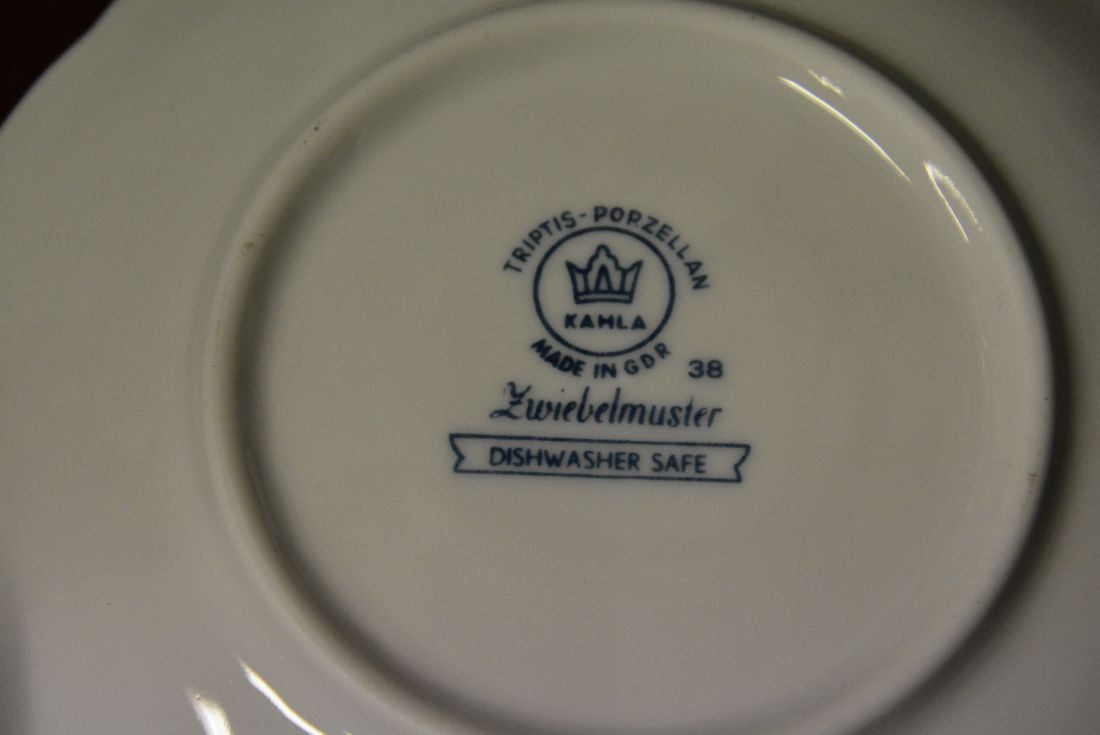 TRIPTIS-PORZELLAN
KAHLA
MADE IN GDR
38
Zwiebelmuster
DISHWASHER SAFE